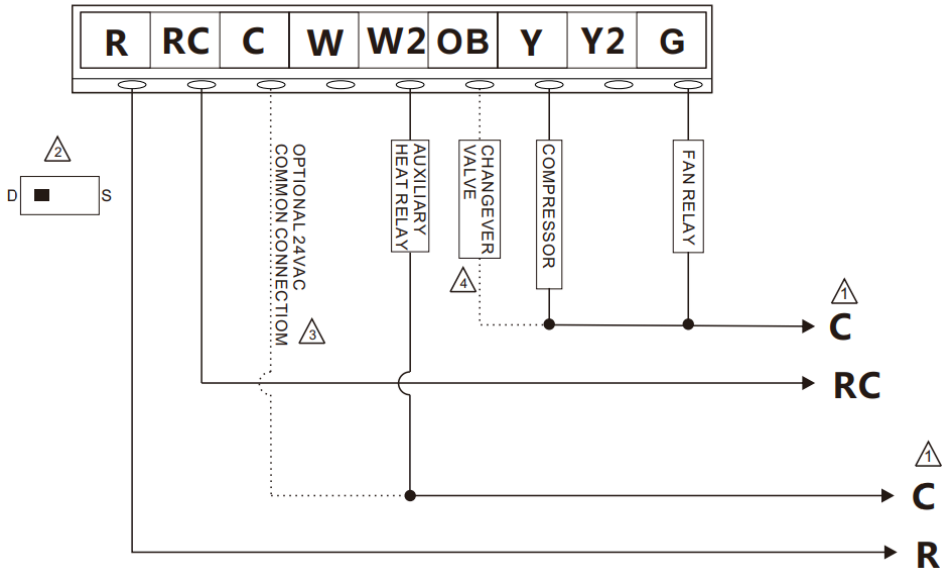 R RC C W W2 OB Y Y2 G
2
D S
OPTIONAL 24VAC
COMMON CONNECTIOM
3
AUXILIARY
HEAT RELAY
CHANGEVER
VALVE
4
COMPRESSOR
FAN RELAY
1
C
RC
1
C
R